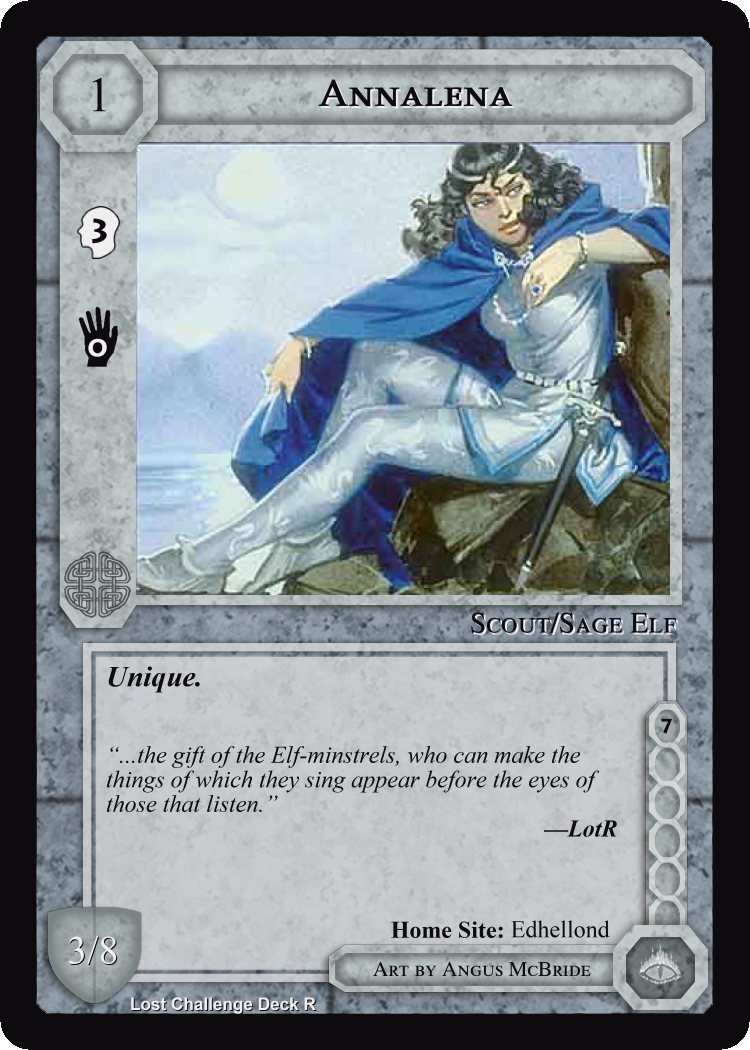 1
Annalena
3
0
Scout/Sage Elf
Unique.
7
“...the gift of the Elf-minstrels, who can make the
things of which they sing appear before the eyes of
those that listen.”
—LotR
Home Site: Edhellond
3/8
Art by Angus McBride
Lost Challenge Deck R